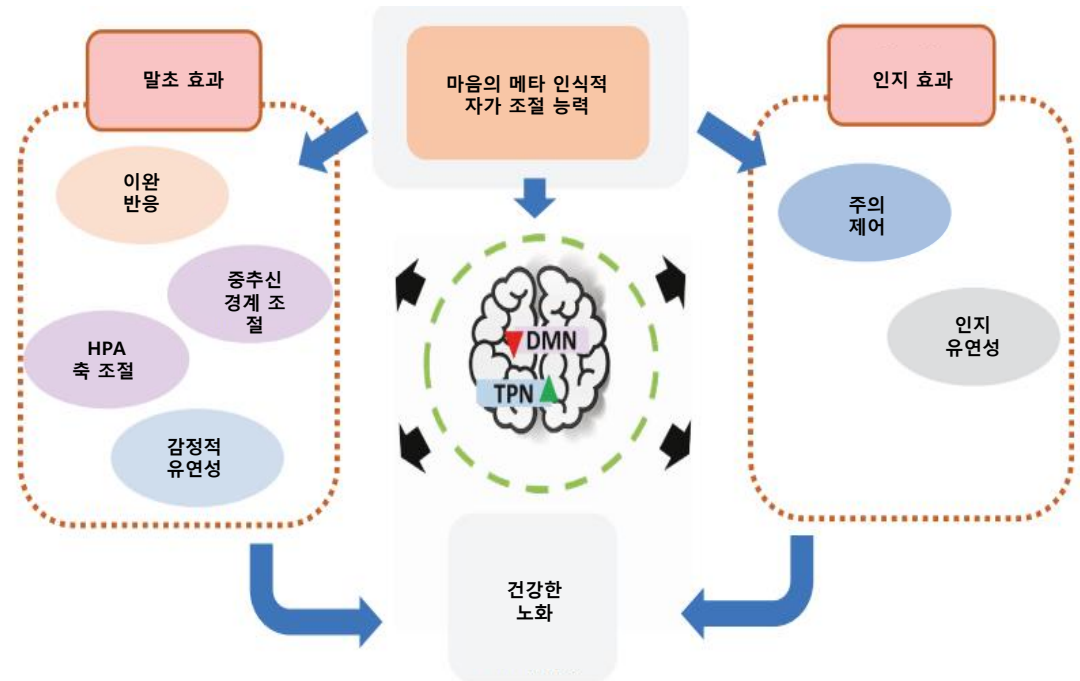 말초 효과
마음의 메타 인식적
자가 조절 능력
인지 효과
이완
반응
중추신
경계 조
절
HPA
축 조절
감정적
유연성
DMN
TPN
주의
제어
인지
유연성
건강한
노화